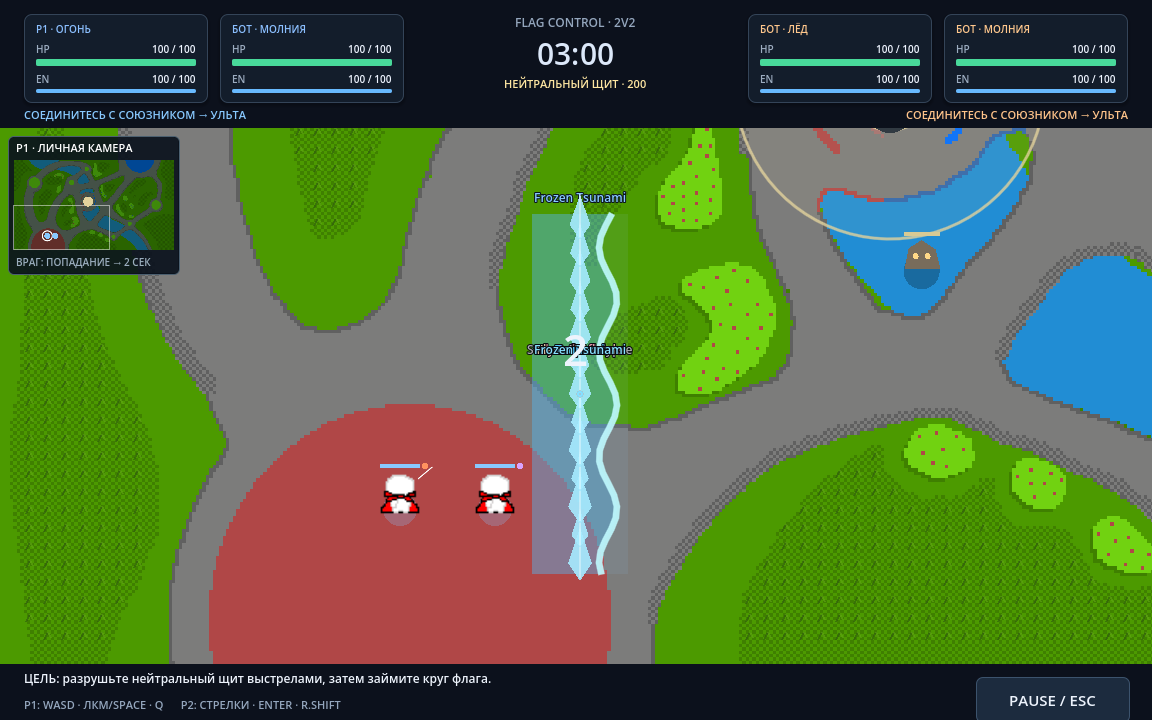 P1 · ОГОНЬ
HP 100 / 100
EN 100 / 100
БОТ · МОЛНИЯ
HP 100 / 100
EN 100 / 100
FLAG CONTROL · 2V2
03:00
НЕЙТРАЛЬНЫЙ ЩИТ · 200
БОТ · ЛЁД
HP 100 / 100
EN 100 / 100
БОТ · МОЛНИЯ
HP 100 / 100
EN 100 / 100
СОЕДИНИТЕСЬ С СОЮЗНИКОМ → УЛЬТА
СОЕДИНИТЕСЬ С СОЮЗНИКОМ → УЛЬТА
P1 · ЛИЧНАЯ КАМЕРА
ВРАГ: ПОПАДАНИЕ → 2 СЕК
Frozen Tsunami
Frozen Tsunami
2
ЦЕЛЬ: разрушьте нейтральный щит выстрелами, затем займите круг флага.
P1: WASD · ЛКМ/SPACE · Q P2: СТРЕЛКИ · ENTER · R.SHIFT
PAUSE / ESC